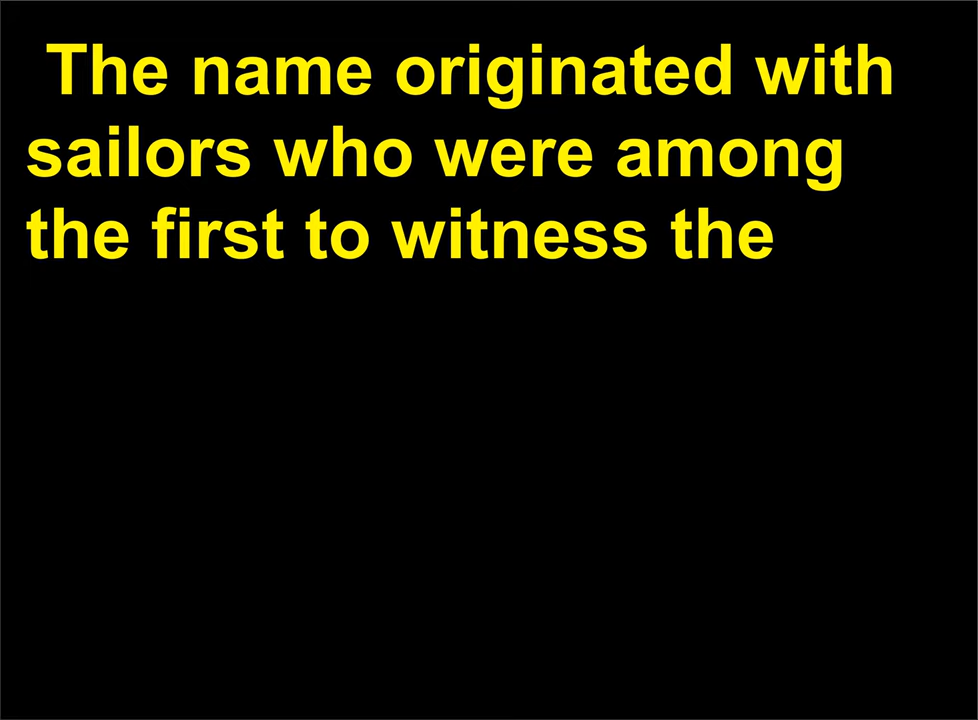 The name originated with
sailors who were among
the first to witness the